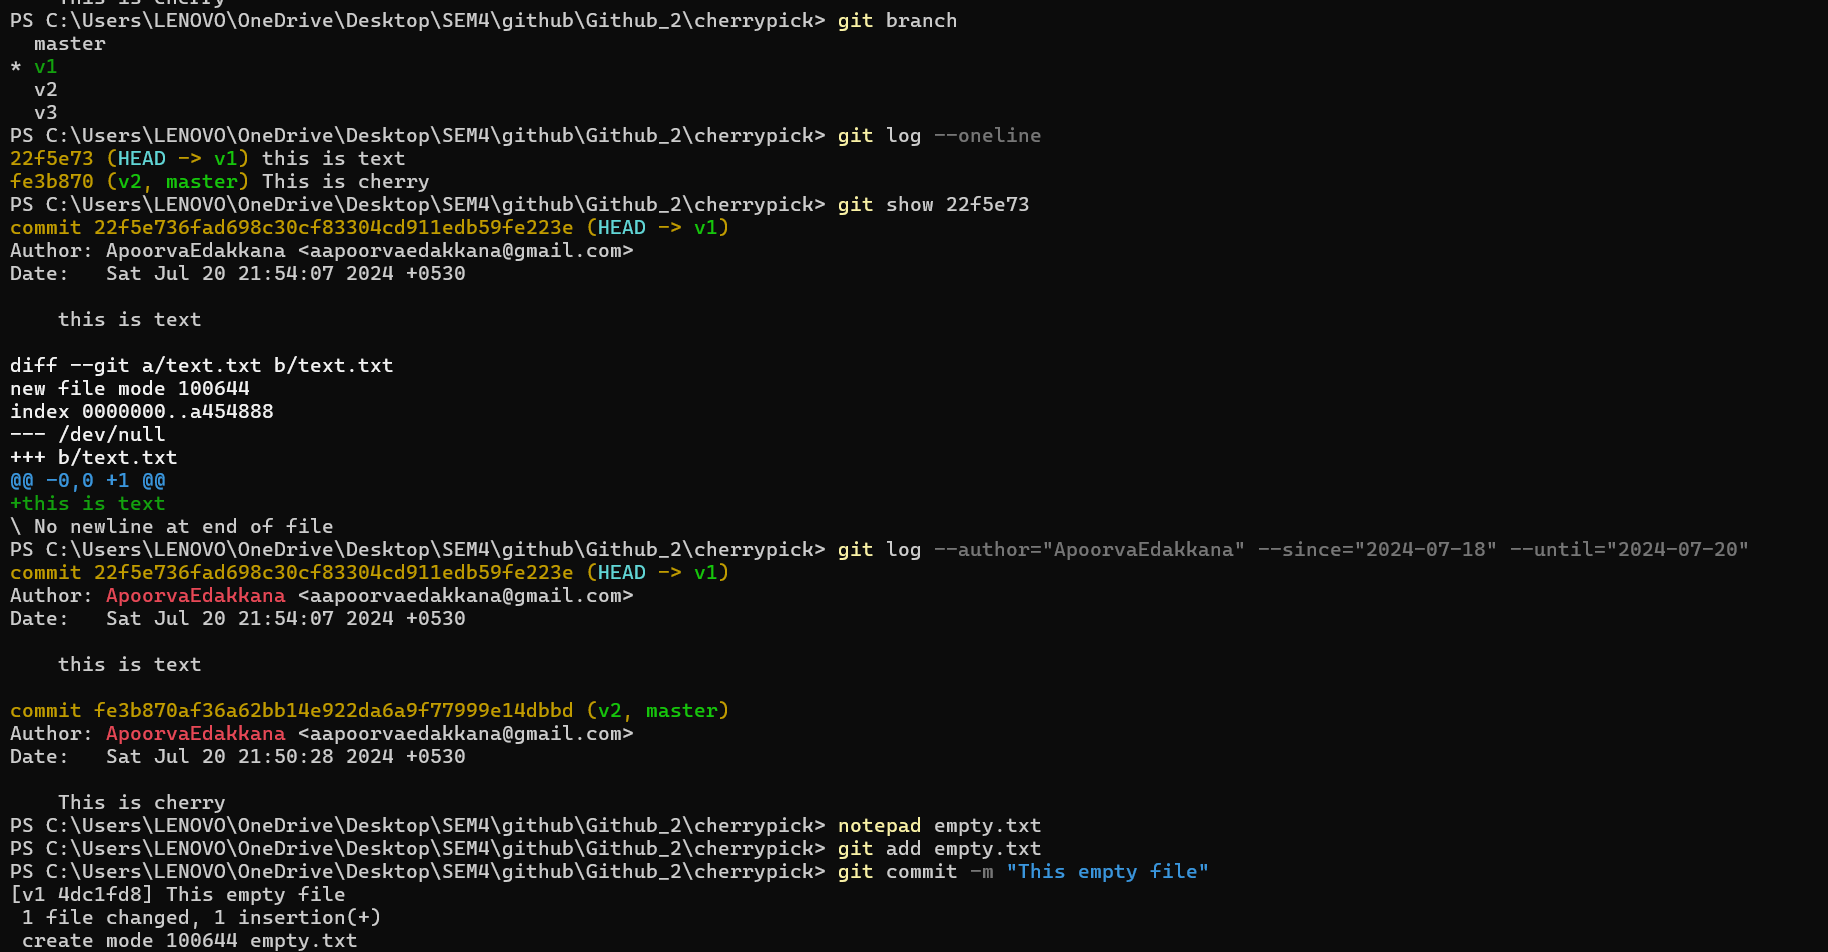 This is cherry
PS C:\Users\LENOVO\OneDrive\Desktop\SEM4\github\Github_2\cherrypick> git branch
  master
* v1
  v2
  v3
PS C:\Users\LENOVO\OneDrive\Desktop\SEM4\github\Github_2\cherrypick> git log --oneline
22f5e73 (HEAD -> v1) this is text
fe3b870 (v2, master) This is cherry
PS C:\Users\LENOVO\OneDrive\Desktop\SEM4\github\Github_2\cherrypick> git show 22f5e73
commit 22f5e736fad698c30cf83304cd911edb59fe223e (HEAD -> v1)
Author: ApoorvaEdakkana <aapoorvaedakkana@gmail.com>
Date:   Sat Jul 20 21:54:07 2024 +0530

    this is text

diff --git a/text.txt b/text.txt
new file mode 100644
index 0000000..a454888
--- /dev/null
+++ b/text.txt
@@ -0,0 +1 @@
+this is text
\ No newline at end of file
PS C:\Users\LENOVO\OneDrive\Desktop\SEM4\github\Github_2\cherrypick> git log --author="ApoorvaEdakkana" --since="2024-07-18" --until="2024-07-20"
commit 22f5e736fad698c30cf83304cd911edb59fe223e (HEAD -> v1)
Author: ApoorvaEdakkana <aapoorvaedakkana@gmail.com>
Date:   Sat Jul 20 21:54:07 2024 +0530

    this is text

commit fe3b870af36a62bb14e922da6a9f77999e14dbbd (v2, master)
Author: ApoorvaEdakkana <aapoorvaedakkana@gmail.com>
Date:   Sat Jul 20 21:50:28 2024 +0530

    This is cherry
PS C:\Users\LENOVO\OneDrive\Desktop\SEM4\github\Github_2\cherrypick> notepad empty.txt
PS C:\Users\LENOVO\OneDrive\Desktop\SEM4\github\Github_2\cherrypick> git add empty.txt
PS C:\Users\LENOVO\OneDrive\Desktop\SEM4\github\Github_2\cherrypick> git commit -m "This empty file"
[v1 4dc1fd8] This empty file
 1 file changed, 1 insertion(+)
 create mode 100644 empty.txt